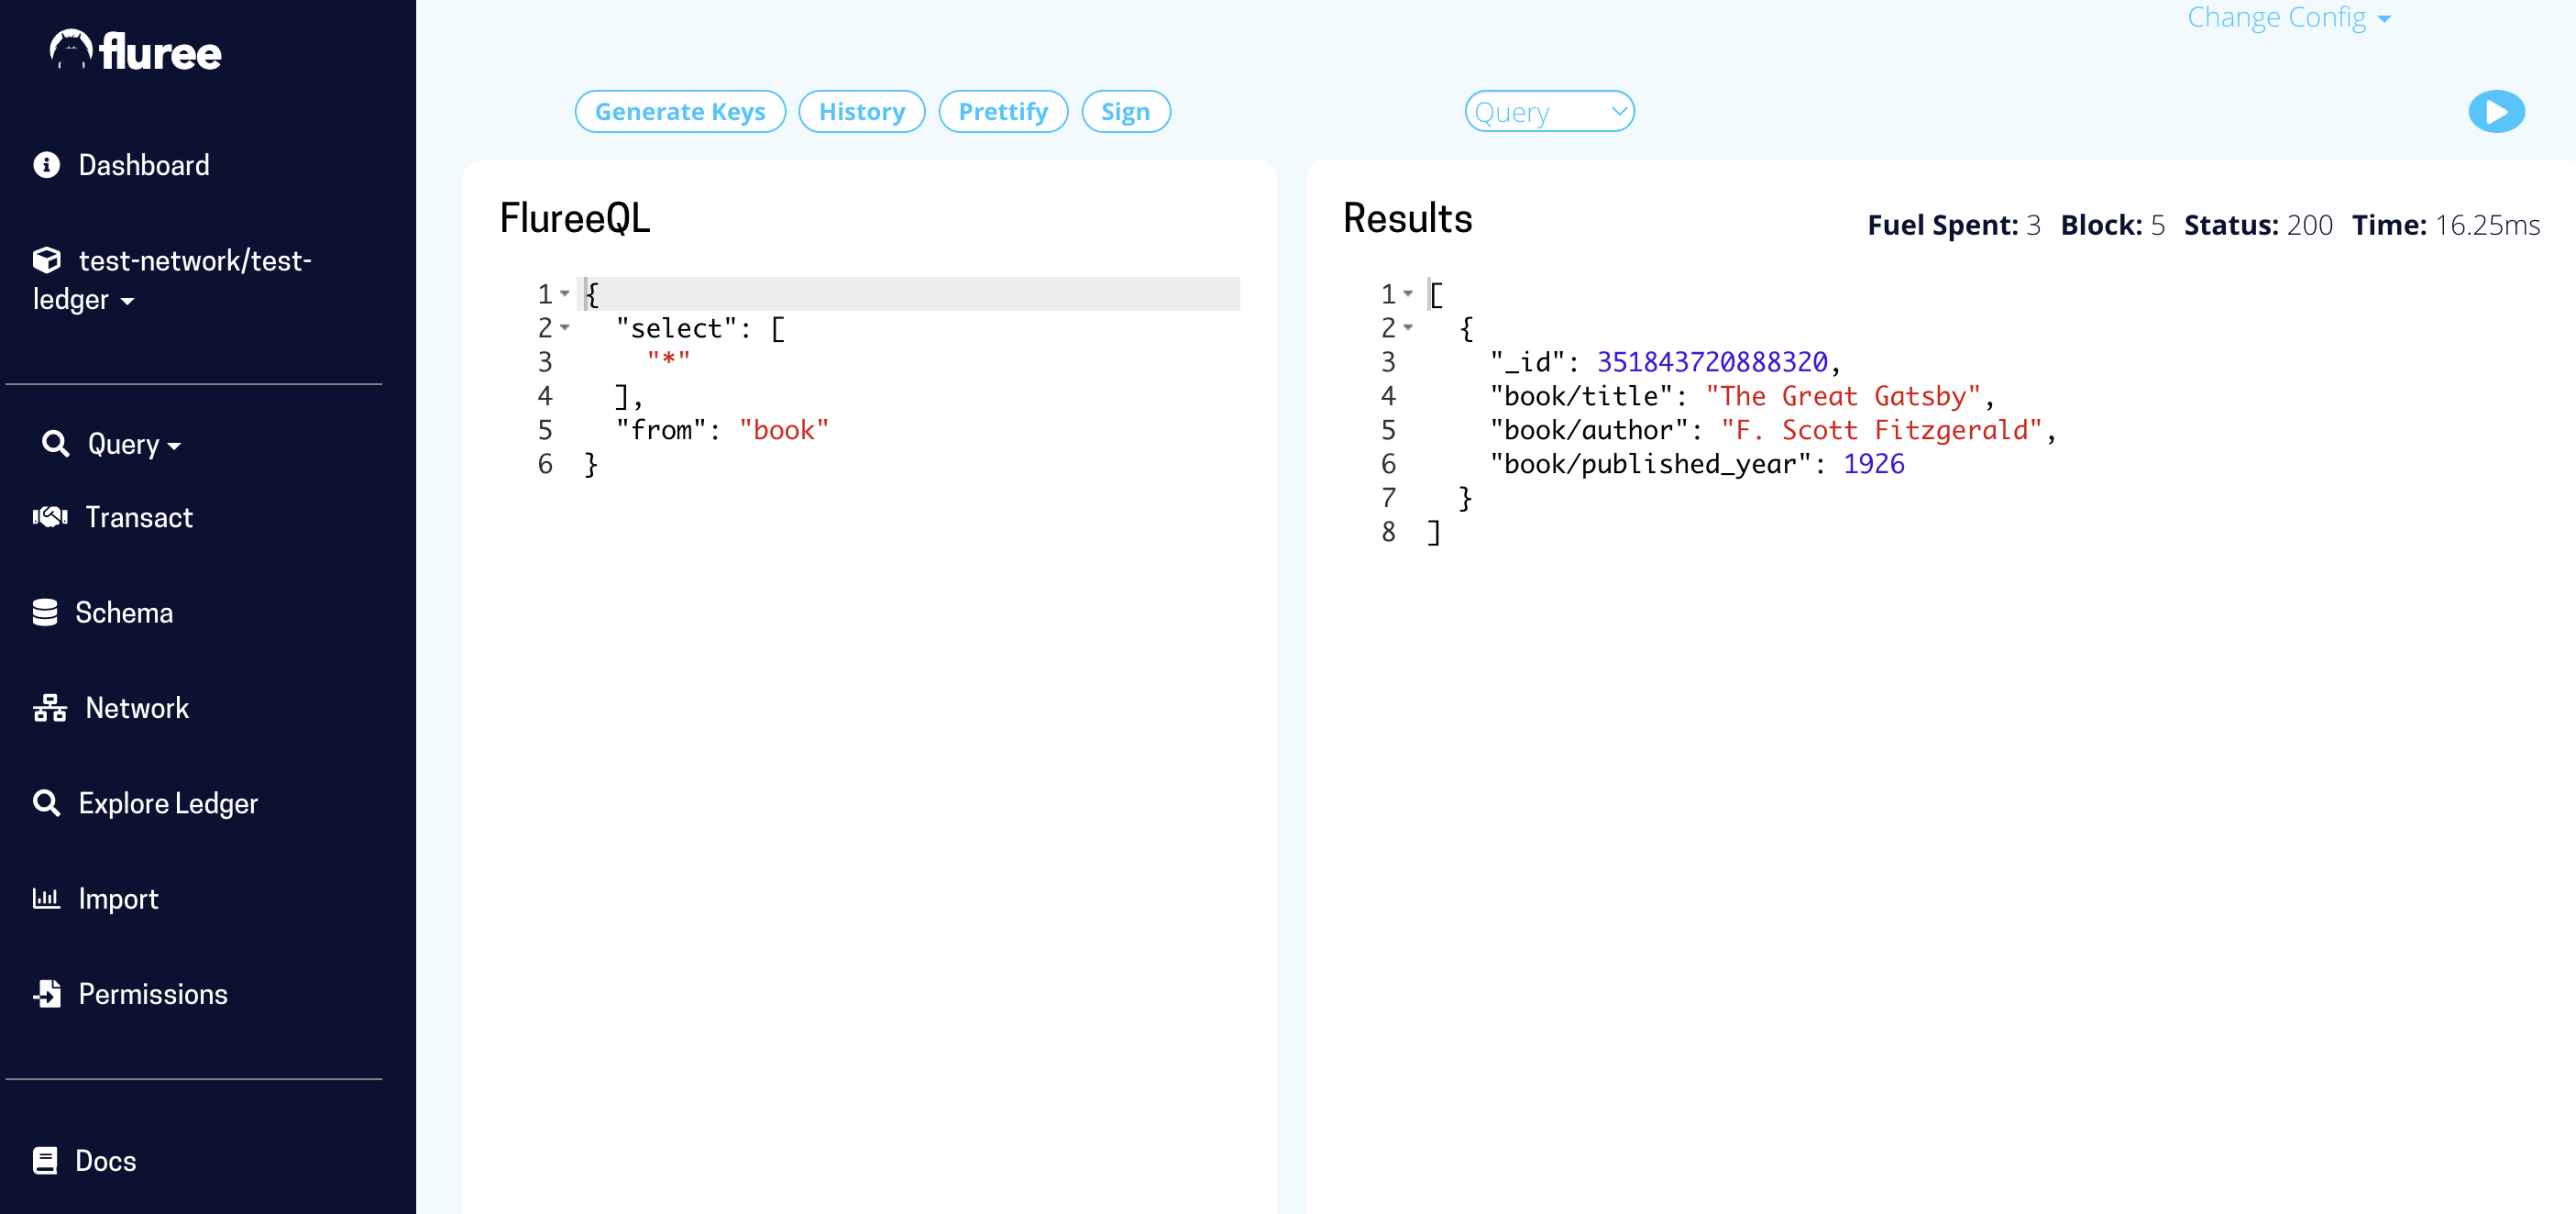 fluree
Dashboard
test-network/test-
ledger
Query
Transact
Schema
Network
Explore Ledger
Import
Permissions
Docs
Change Config
Generate Keys History Prettify Sign
Query
FlureeQL
1 {
2 "select": [
3 "*"
4 ],
5 "from": "book"
6 }
Results
Fuel Spent: 3 Block: 5 Status: 200 Time: 16.25ms
1 [
2 {
3 "_id": 351843720888320,
4 "book/title": "The Great Gatsby",
5 "book/author": "F. Scott Fitzgerald",
6 "book/published_year": 1926
7 }
8 ]